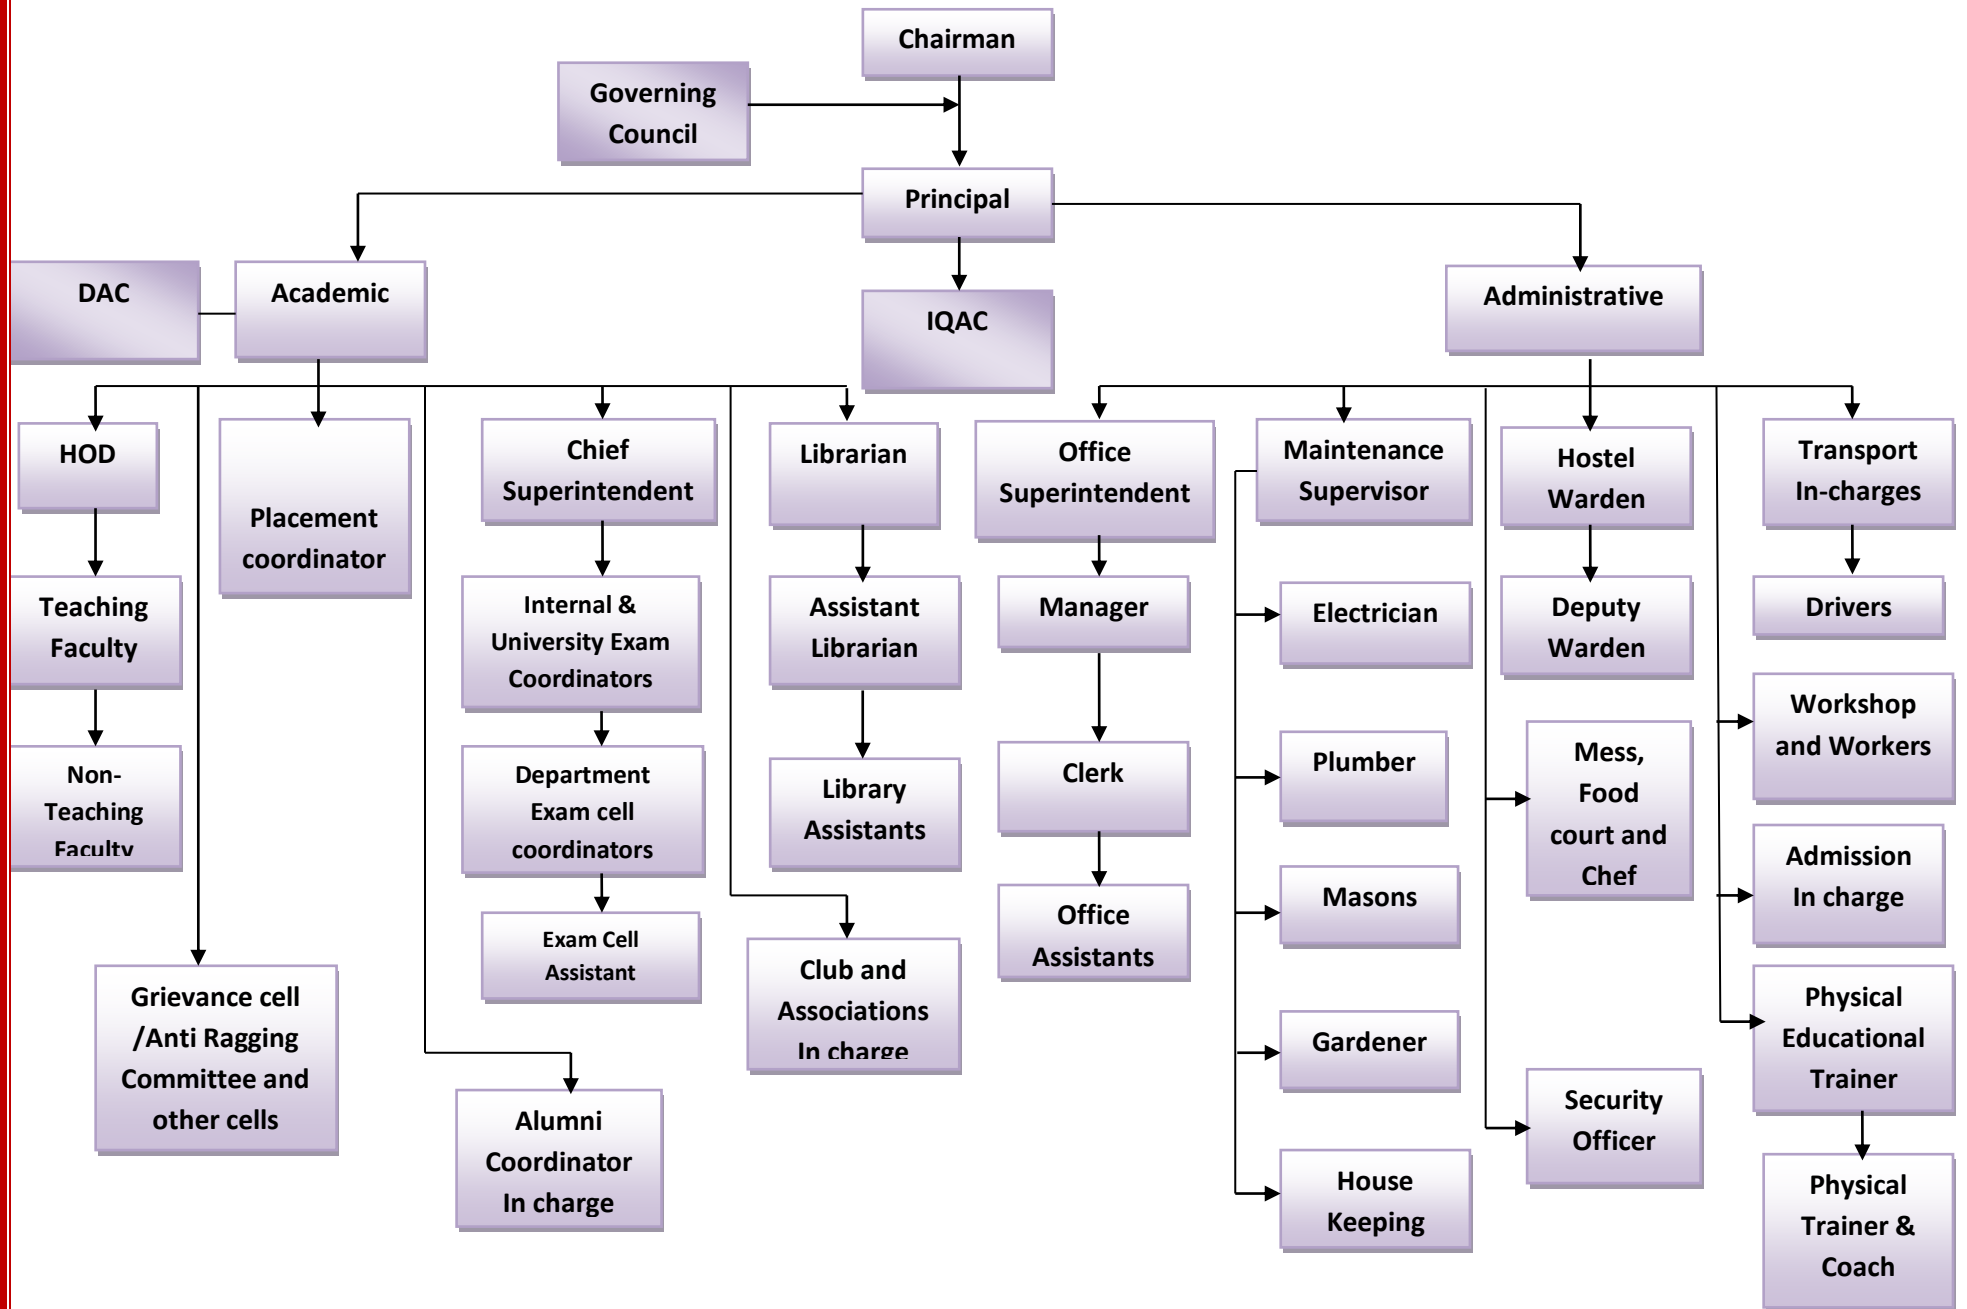 Chairman
Governing
Council
Principal
DAC
Academic
IQAC
Administrative
HOD
Placement
coordinator
Chief
Superintendent
Librarian
Office
Superintendent
Maintenance
Supervisor
Hostel
Warden
Transport
In-charges
Teaching
Faculty
Internal &
University Exam
Coordinators
Assistant
Librarian
Manager
Electrician
Deputy
Warden
Drivers
Workshop
and Workers
Non-
Teaching
Faculty
Department
Exam cell
coordinators
Library
Assistants
Clerk
Plumber
Mess,
Food
court and
Chef
Admission
In charge
Masons
Exam Cell
Assistant
Office
Assistants
Grievance cell
/Anti Ragging
Committee and
other cells
Club and
Associations
In charge
Gardener
Physical
Educational
Trainer
Alumni
Coordinator
In charge
Security
Officer
House
Keeping
Physical
Trainer &
Coach